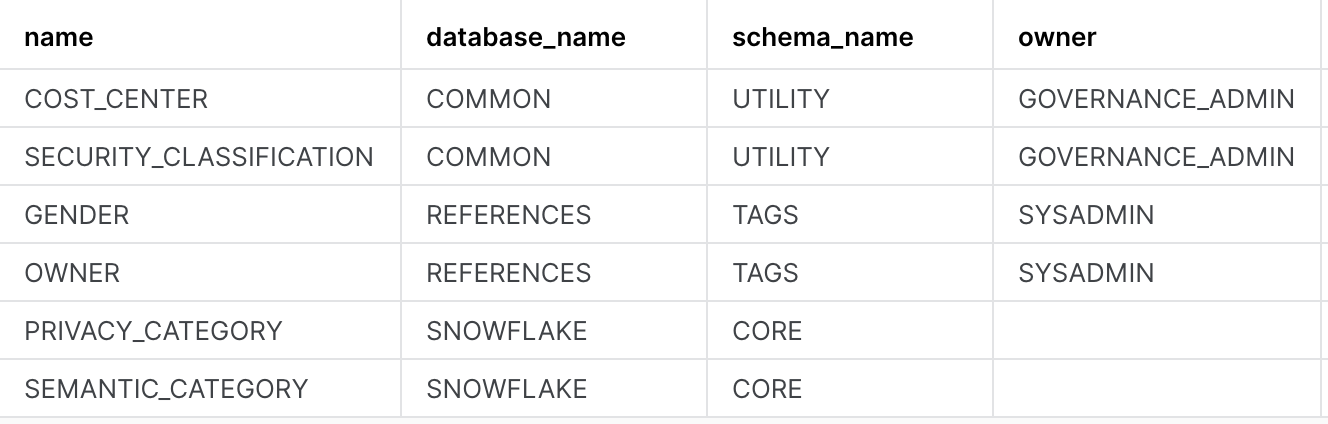 name database_name schema_name owner
COST_CENTER COMMON UTILITY GOVERNANCE_ADMIN
SECURITY_CLASSIFICATION COMMON UTILITY GOVERNANCE_ADMIN
GENDER REFERENCES TAGS SYSADMIN
OWNER REFERENCES TAGS SYSADMIN
PRIVACY_CATEGORY SNOWFLAKE CORE
SEMANTIC_CATEGORY SNOWFLAKE CORE